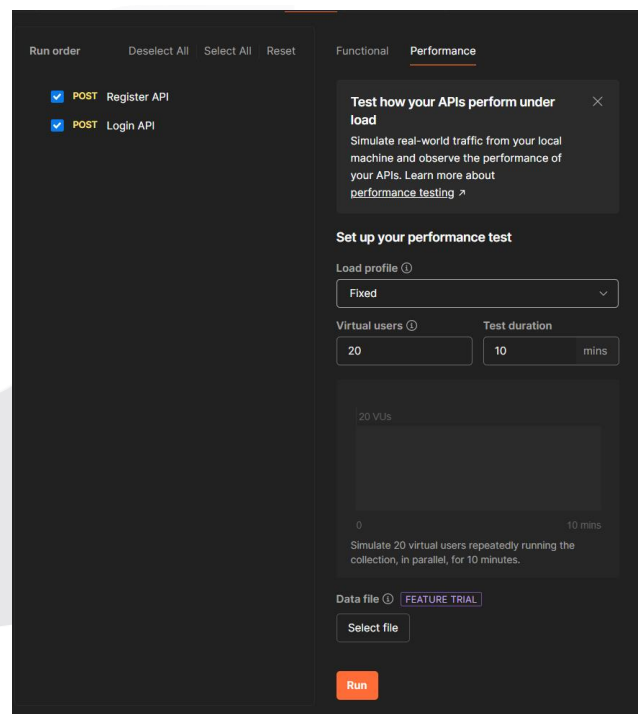 Run order Deselect All Select All Reset
POST Register API
POST Login API
Functional Performance
Test how your APIs perform under
load
Simulate real-world traffic from your local
machine and observe the performance of
your APIs. Learn more about
performance testing ↗
Set up your performance test
Load profile
Fixed
Virtual users Test duration
20 10 mins
20 VUs
0 10 mins
Simulate 20 virtual users repeatedly running the
collection, in parallel, for 10 minutes.
Data file FEATURE TRIAL
Select file
Run